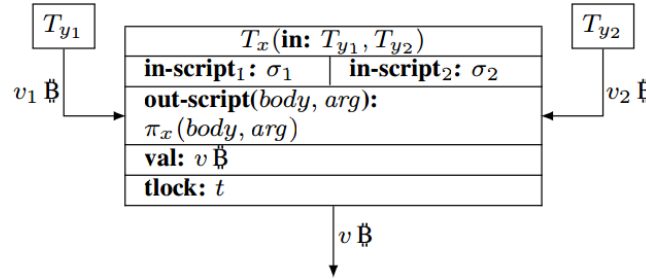 T_{y_1}
T_{y_2}
T_x(in: T_{y_1}, T_{y_2})
in-script_1: σ_1 in-script_2: σ_2
v_1 ₿
v_2 ₿
out-script(body, arg):
π_x(body, arg)
val: v ₿
tlock: t
v ₿